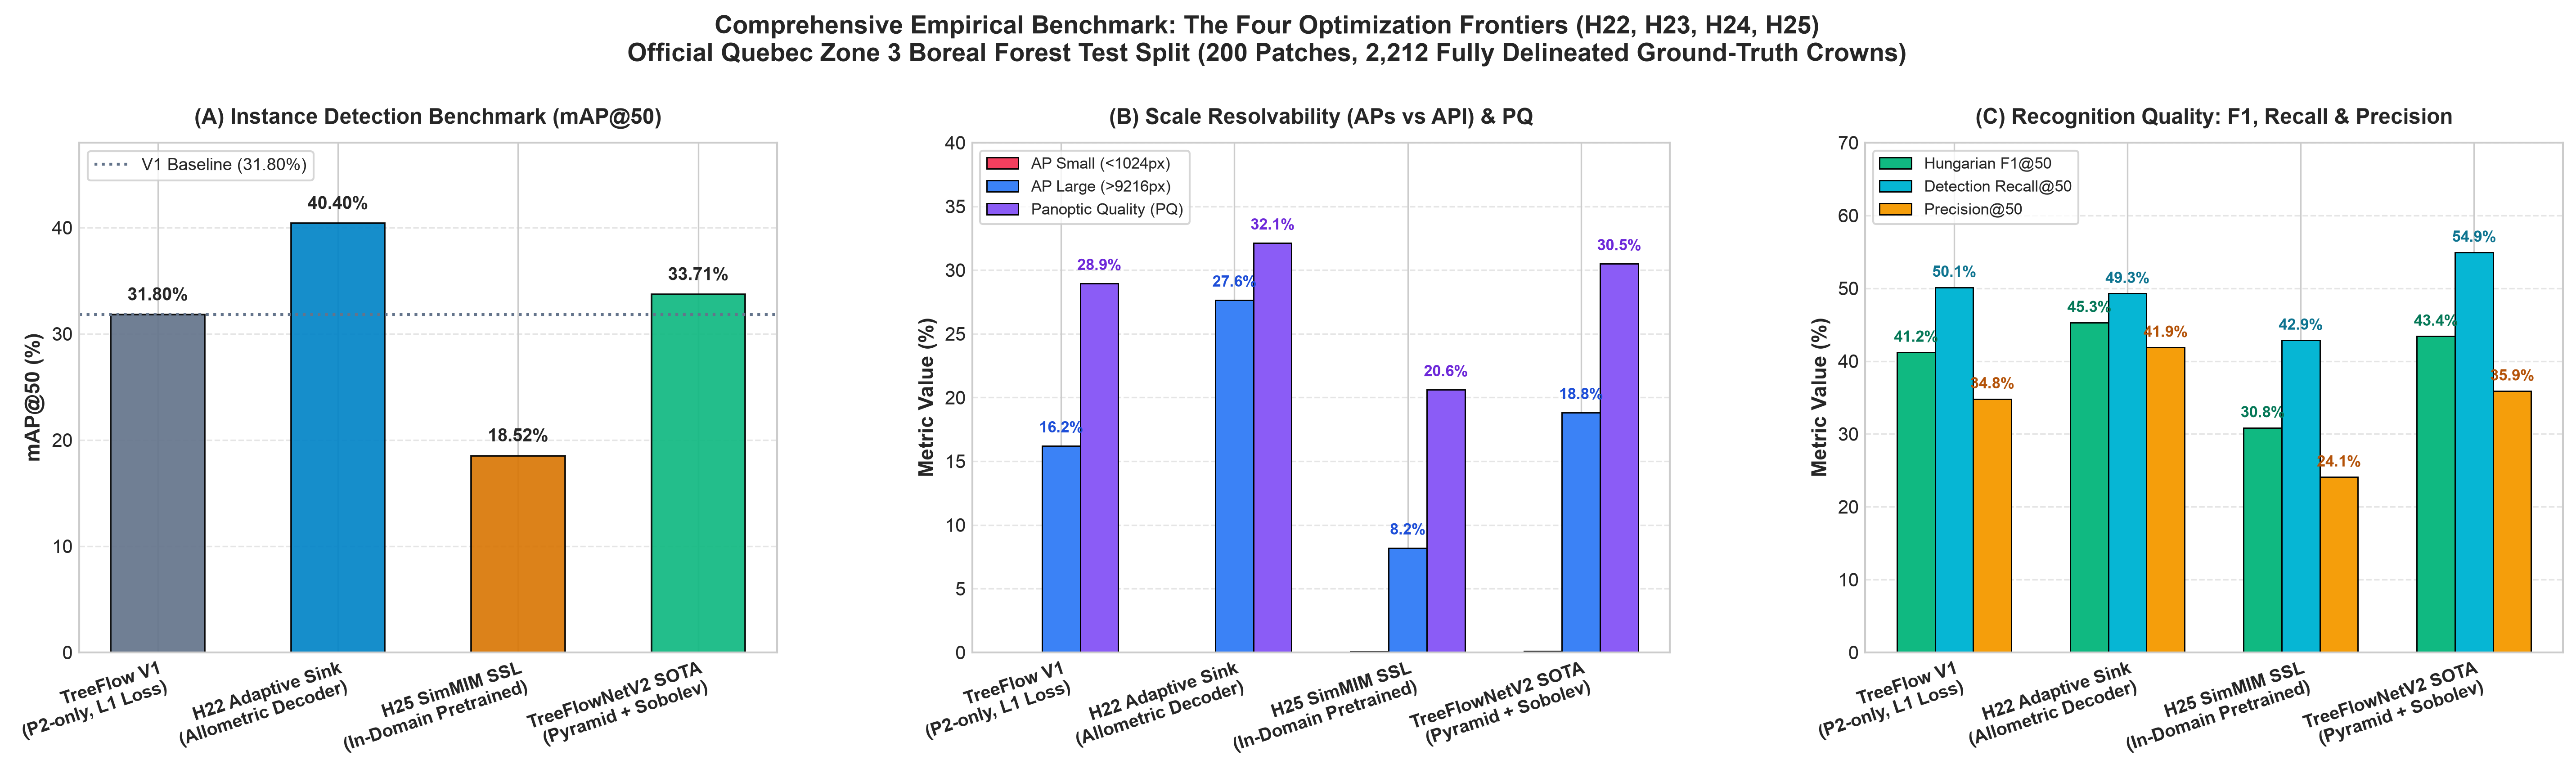 Comprehensive Empirical Benchmark: The Four Optimization Frontiers (H22, H23, H24, H25)
Official Quebec Zone 3 Boreal Forest Test Split (200 Patches, 2,212 Fully Delineated Ground-Truth Crowns)
(A) Instance Detection Benchmark (mAP@50)
V1 Baseline (31.80%)
mAP@50 (%)
40
30
20
10
0
31.80%
40.40%
18.52%
33.71%
TreeFlow V1
(P2-only, L1 Loss)
H22 Adaptive Sink
(Allometric Decoder)
H25 SimMIM SSL
(In-Domain Pretrained)
TreeFlowNetV2 SOTA
(Pyramid + Sobolev)
(B) Scale Resolvability (APs vs APl) & PQ
AP Small (<1024px)
AP Large (>9216px)
Panoptic Quality (PQ)
Metric Value (%)
40
35
30
25
20
15
10
5
0
16.2%
28.9%
27.6%
32.1%
8.2%
20.6%
18.8%
30.5%
TreeFlow V1
(P2-only, L1 Loss)
H22 Adaptive Sink
(Allometric Decoder)
H25 SimMIM SSL
(In-Domain Pretrained)
TreeFlowNetV2 SOTA
(Pyramid + Sobolev)
(C) Recognition Quality: F1, Recall & Precision
Hungarian F1@50
Detection Recall@50
Precision@50
Metric Value (%)
70
60
50
40
30
20
10
0
41.2%
50.1%
34.8%
45.3%
49.3%
41.9%
30.8%
42.9%
24.1%
43.4%
54.9%
35.9%
TreeFlow V1
(P2-only, L1 Loss)
H22 Adaptive Sink
(Allometric Decoder)
H25 SimMIM SSL
(In-Domain Pretrained)
TreeFlowNetV2 SOTA
(Pyramid + Sobolev)